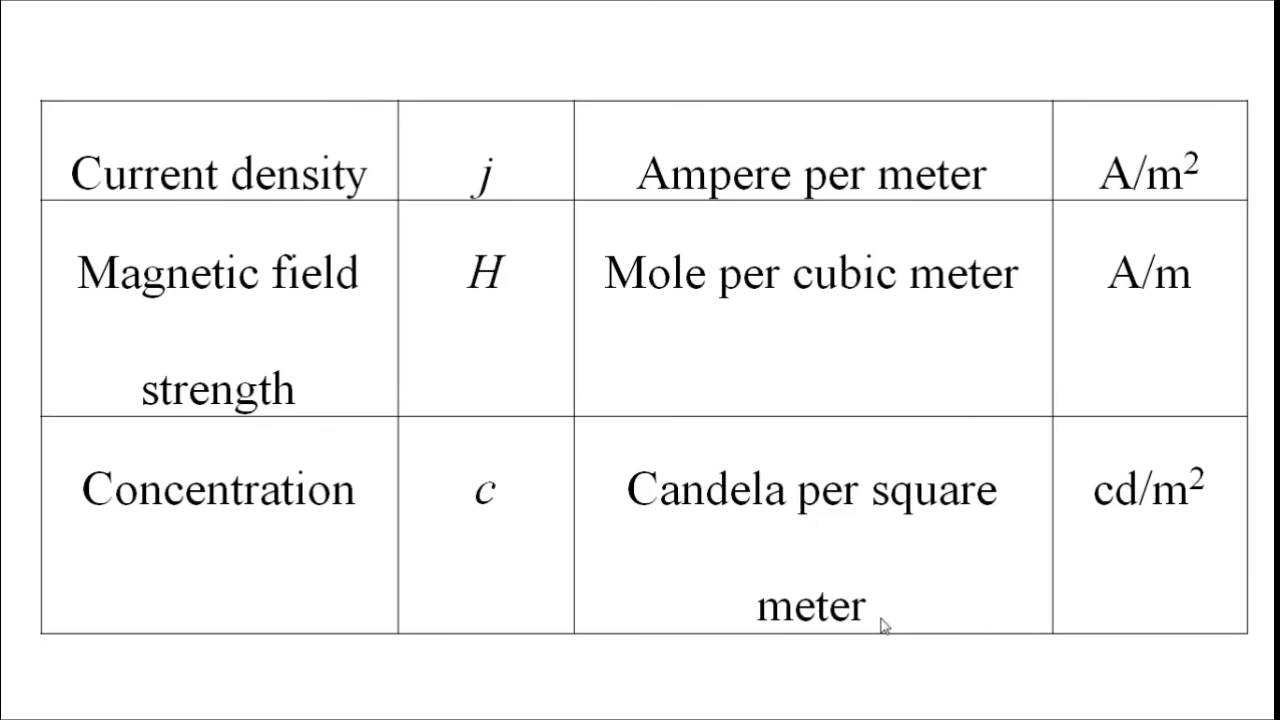 Current density j Ampere per meter A/m²
Magnetic field H Mole per cubic meter A/m
strength
Concentration c Candela per square cd/m²
meter